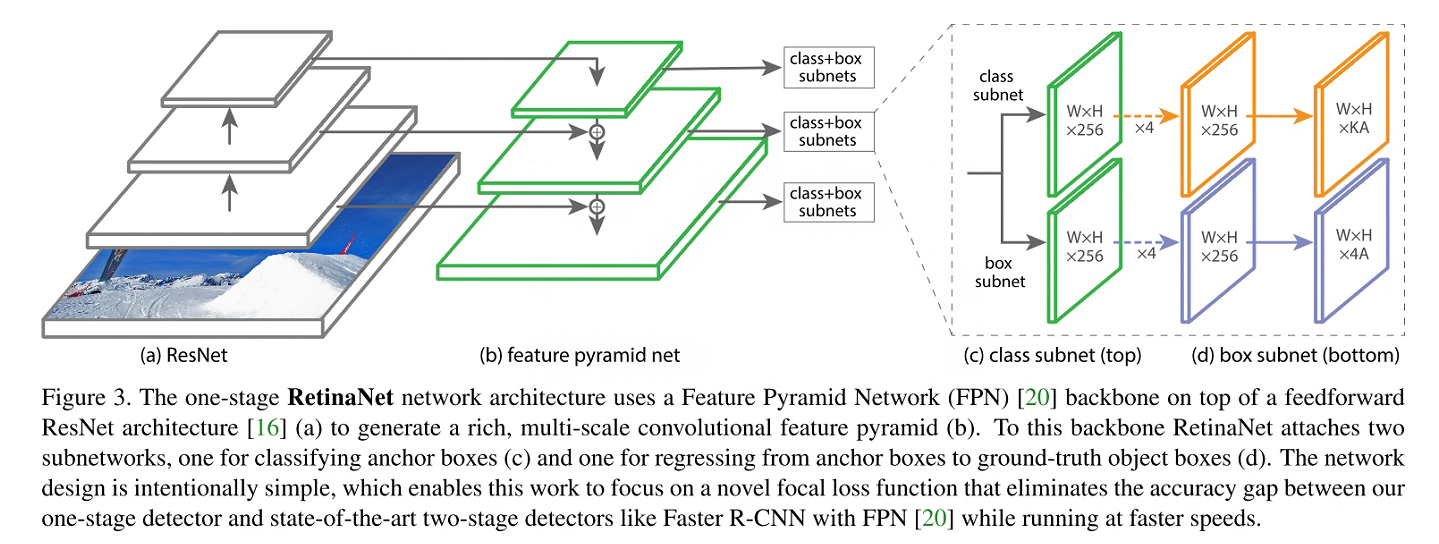 class+box
subnets
class+box
subnets
class+box
subnets
class
subnet
W×H
×256
×4
W×H
×256
W×H
×KA
box
subnet
W×H
×256
×4
W×H
×256
W×H
×4A
(a) ResNet
(b) feature pyramid net
(c) class subnet (top)
(d) box subnet (bottom)
Figure 3. The one-stage RetinaNet network architecture uses a Feature Pyramid Network (FPN) [20] backbone on top of a feedforward
ResNet architecture [16] (a) to generate a rich, multi-scale convolutional feature pyramid (b). To this backbone RetinaNet attaches two
subnetworks, one for classifying anchor boxes (c) and one for regressing from anchor boxes to ground-truth object boxes (d). The network
design is intentionally simple, which enables this work to focus on a novel focal loss function that eliminates the accuracy gap between our
one-stage detector and state-of-the-art two-stage detectors like Faster R-CNN with FPN [20] while running at faster speeds.